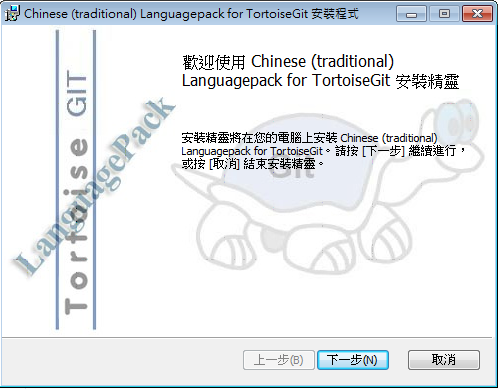 Chinese (traditional) Languagepack for TortoiseGit 安裝程式
歡迎使用 Chinese (traditional)
Languagepack for TortoiseGit 安裝精靈
安裝精靈將在您的電腦上安裝 Chinese (traditional)
Languagepack for TortoiseGit。請按 [下一步] 繼續進行，
或按 [取消] 結束安裝精靈。
Git
Tortoise GIT
LanguagePack
上一步(B)
下一步(N)
取消